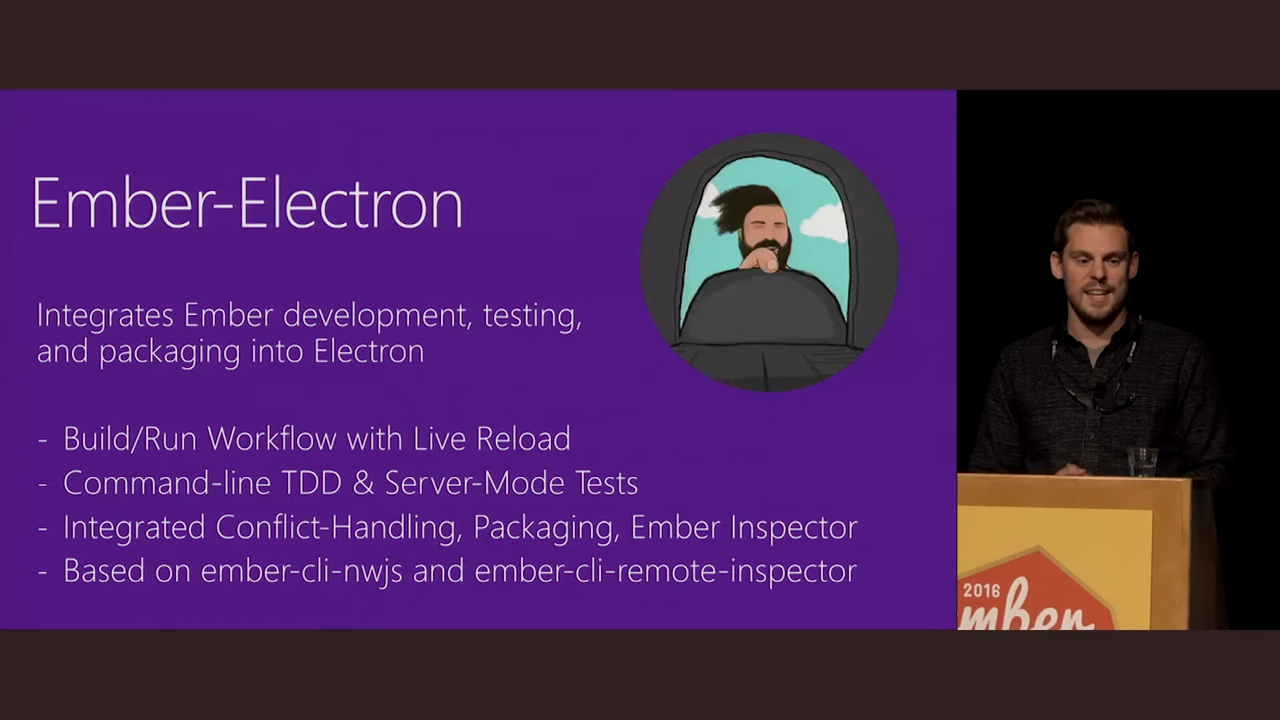 Ember-Electron
Integrates Ember development, testing,
and packaging into Electron
- Build/Run Workflow with Live Reload
- Command-line TDD & Server-Mode Tests
- Integrated Conflict-Handling, Packaging, Ember Inspector
- Based on ember-cli-nwjs and ember-cli-remote-inspector
2016
mber